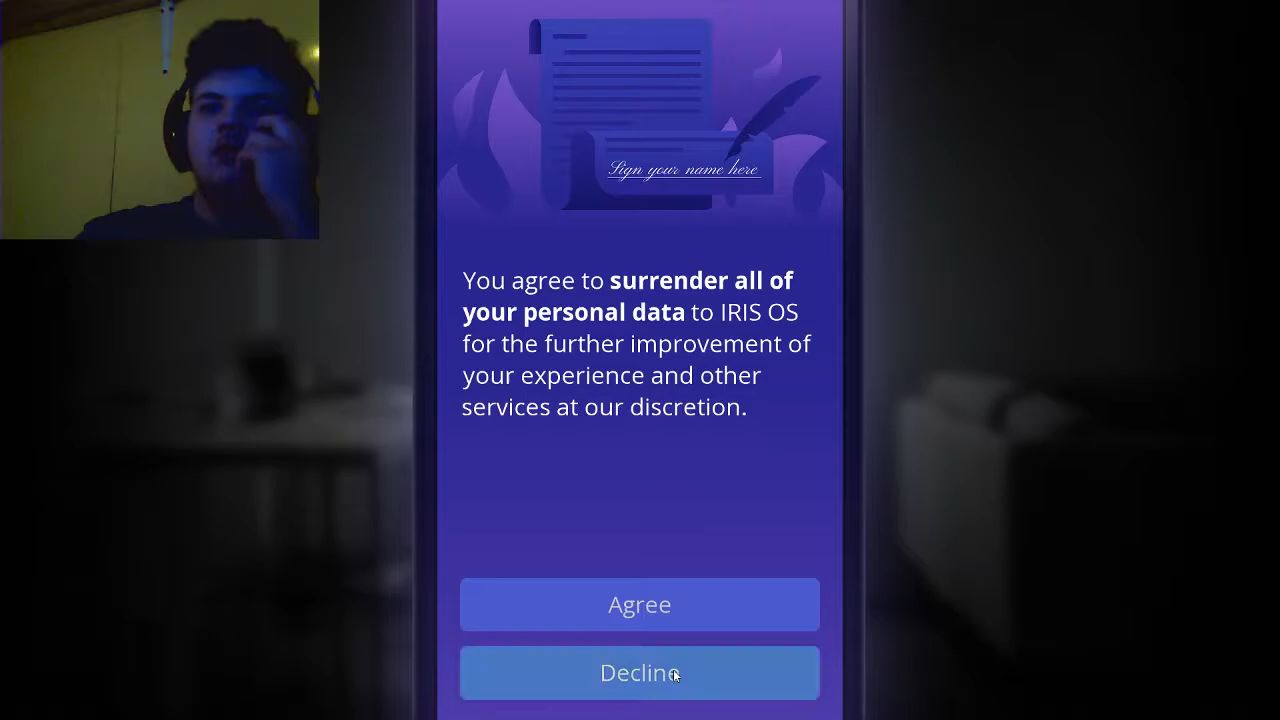 Sign your name here
You agree to surrender all of
your personal data to IRIS OS
for the further improvement of
your experience and other
services at our discretion.
Agree
Decline